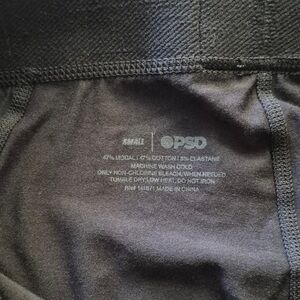 SMALL | PSD
47% MODAL / 47% COTTON / 6% ELASTANE
MACHINE WASH COLD
ONLY NON-CHLORINE BLEACH, WHEN NEEDED
TUMBLE DRY LOW HEAT, DO NOT IRON
MADE IN CHINA